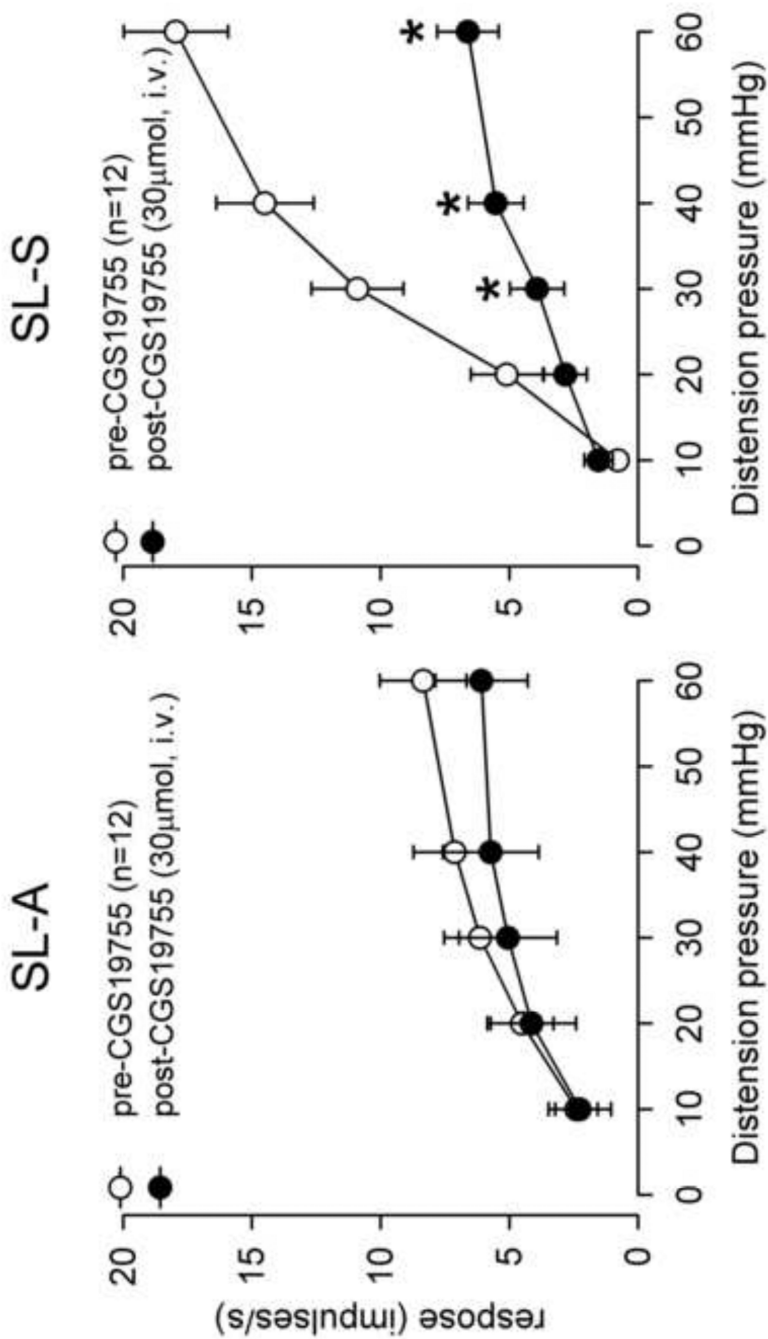 SL-A
pre-CGS19755 (n=12)
post-CGS19755 (30µmol, i.v.)
respose (impulses/s)
20
15
10
5
0
0 10 20 30 40 50 60
Distension pressure (mmHg)
SL-S
pre-CGS19755 (n=12)
post-CGS19755 (30µmol, i.v.)
20
15
10
5
0
*
*
*
0 10 20 30 40 50 60
Distension pressure (mmHg)